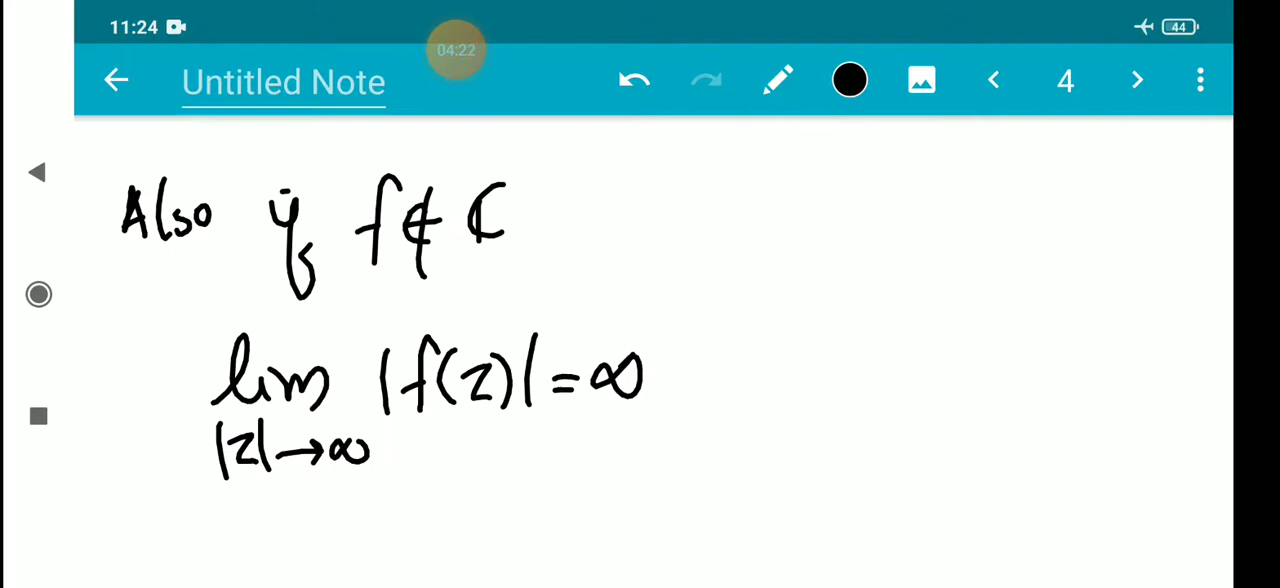 11:24
04:22
44
Untitled Note
4
Also if f ∉ ℂ
lim |f(z)| = ∞
|z| → ∞